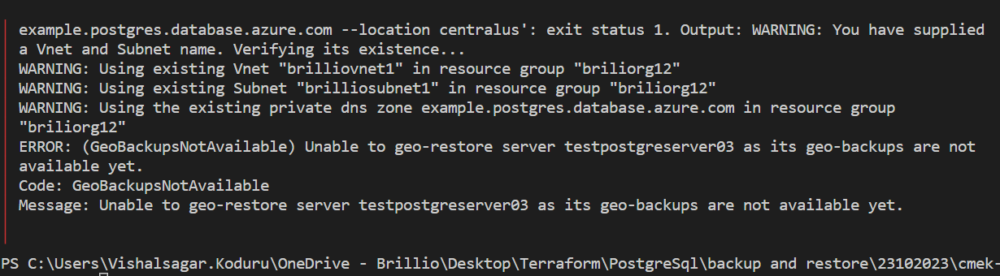 example.postgres.database.azure.com --location centralus': exit status 1. Output: WARNING: You have supplied
a Vnet and Subnet name. Verifying its existence...
WARNING: Using existing Vnet "brilliovnet1" in resource group "briliorg12"
WARNING: Using existing Subnet "brilliosubnet1" in resource group "briliorg12"
WARNING: Using the existing private dns zone example.postgres.database.azure.com in resource group
"briliorg12"
ERROR: (GeoBackupsNotAvailable) Unable to geo-restore server testpostgreserver03 as its geo-backups are not
available yet.
Code: GeoBackupsNotAvailable
Message: Unable to geo-restore server testpostgreserver03 as its geo-backups are not available yet.
PS C:\Users\Vishalsagar.Koduru\OneDrive - Brillio\Desktop\Terraform\PostgreSql\backup and restore\23102023\cmek-